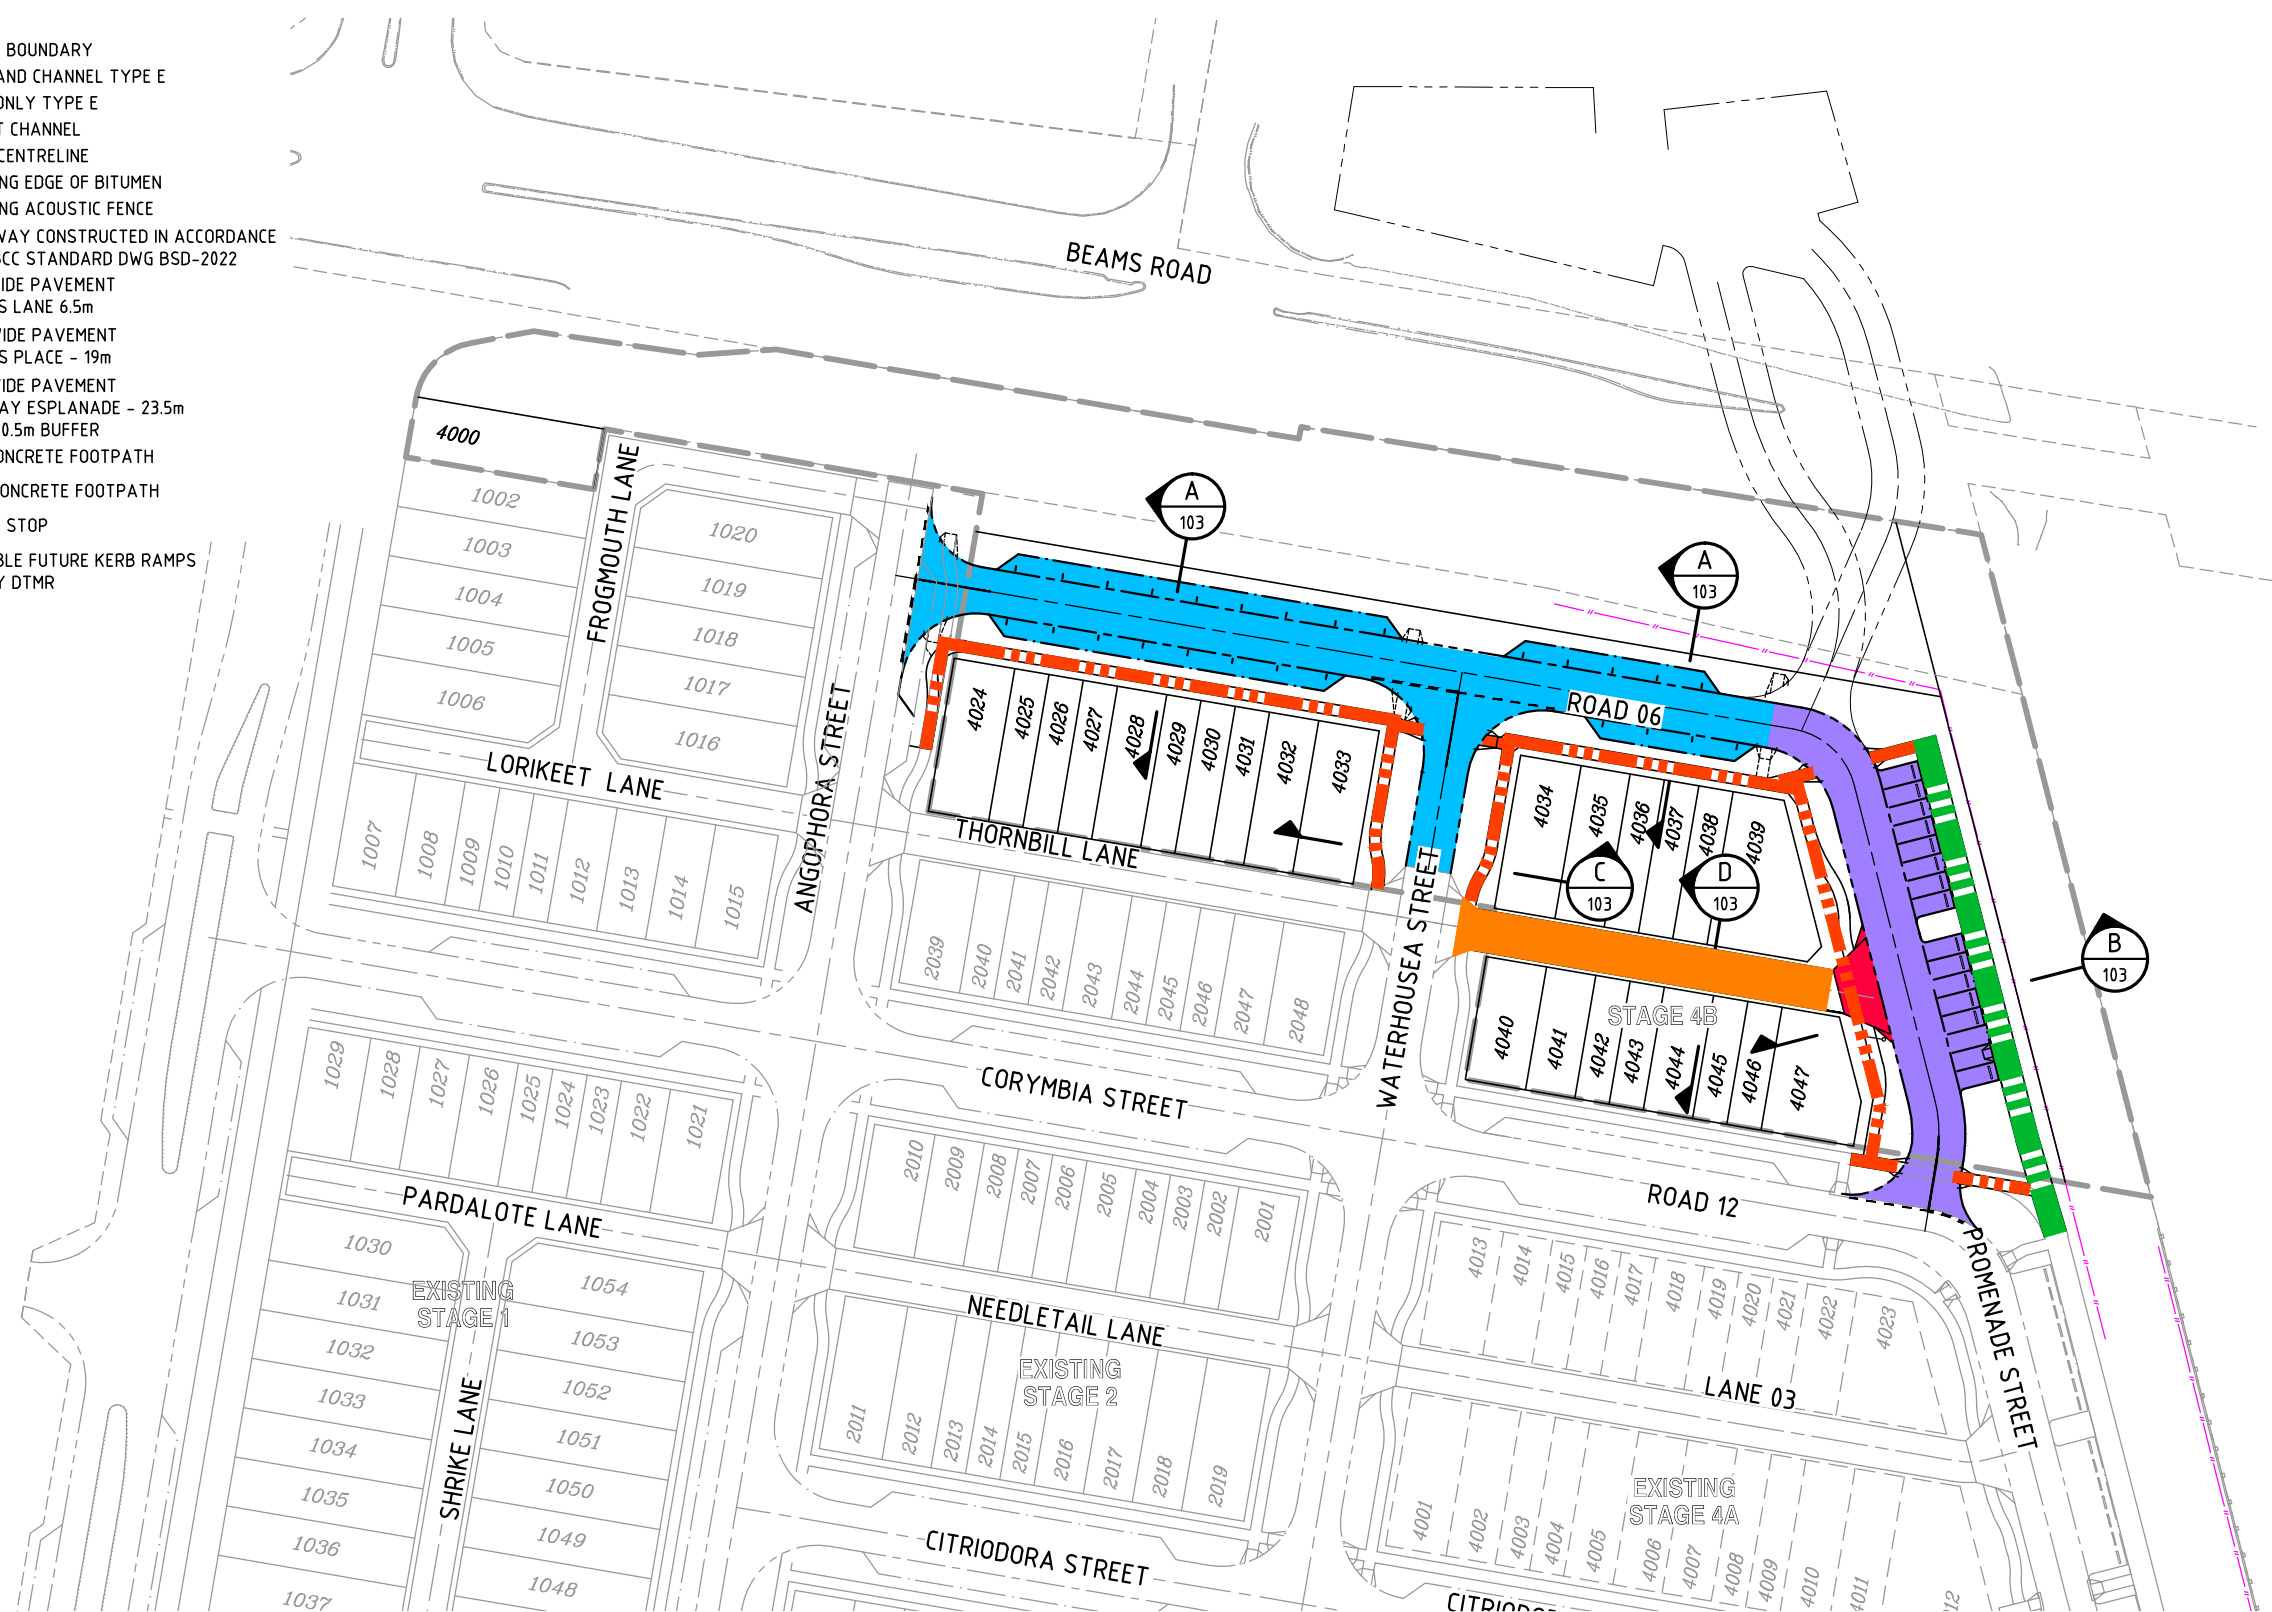 BOUNDARY
AND CHANNEL TYPE E
ONLY TYPE E
T CHANNEL
CENTRELINE
NG EDGE OF BITUMEN
NG ACOUSTIC FENCE
WAY CONSTRUCTED IN ACCORDANCE
BCC STANDARD DWG BSD-2022
IDE PAVEMENT
S LANE 6.5m
VIDE PAVEMENT
S PLACE - 19m
IDE PAVEMENT
AY ESPLANADE - 23.5m
0.5m BUFFER
ONCRETE FOOTPATH
ONCRETE FOOTPATH
STOP
BLE FUTURE KERB RAMPS
Y DTMR
BEAMS ROAD
4000
1002
1003
1004
1005
1006
FROGMOUTH LANE
1020
1019
1018
1017
1016
LORIKEET LANE
ANGOPHORA STREET
1007
1008
1009
1010
1011
1012
1013
1014
1015
A
103
A
103
ROAD 06
4024
4025
4026
4027
4028
4029
4030
4031
4032
4033
THORNBILL LANE
4034
4035
4036
4037
4038
4039
C
103
D
103
B
103
WATERHOUSEA STREET
2039
2040
2041
2042
2043
2044
2045
2046
2047
2048
STAGE 4B
4040
4041
4042
4043
4044
4045
4046
4047
CORYMBIA STREET
1029
1028
1027
1026
1025
1024
1023
1022
1021
PARDALOTE LANE
2010
2009
2008
2007
2006
2005
2004
2003
2002
2001
ROAD 12
PROMENADE STREET
1030
1031
1032
1033
1034
1035
1036
1037
EXISTING
STAGE 1
SHRIKE LANE
1054
1053
1052
1051
1050
1049
1048
NEEDLETAIL LANE
EXISTING
STAGE 2
2011
2012
2013
2014
2015
2016
2017
2018
2019
4013
4014
4015
4016
4017
4018
4019
4020
4021
4022
4023
LANE 03
EXISTING
STAGE 4A
4001
4002
4003
4004
4005
4006
4007
4008
4009
4010
4011
12
CITRIODORA STREET
CITRIODOR